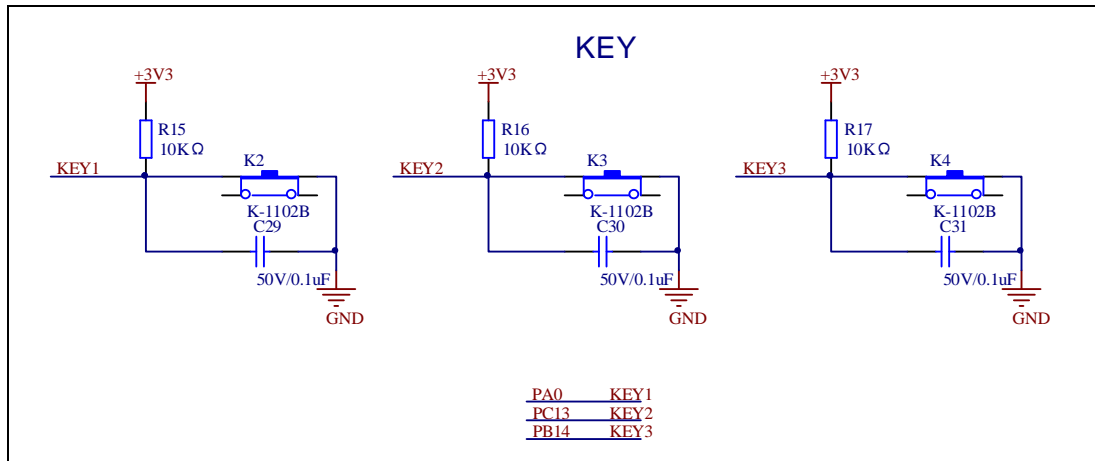 KEY
+3V3
+3V3
+3V3
R15
10KΩ
R16
10KΩ
R17
10KΩ
KEY1
K2
KEY2
K3
KEY3
K4
K-1102B
K-1102B
K-1102B
C29
C30
C31
50V/0.1uF
50V/0.1uF
50V/0.1uF
GND
GND
GND
PA0 KEY1
PC13 KEY2
PB14 KEY3